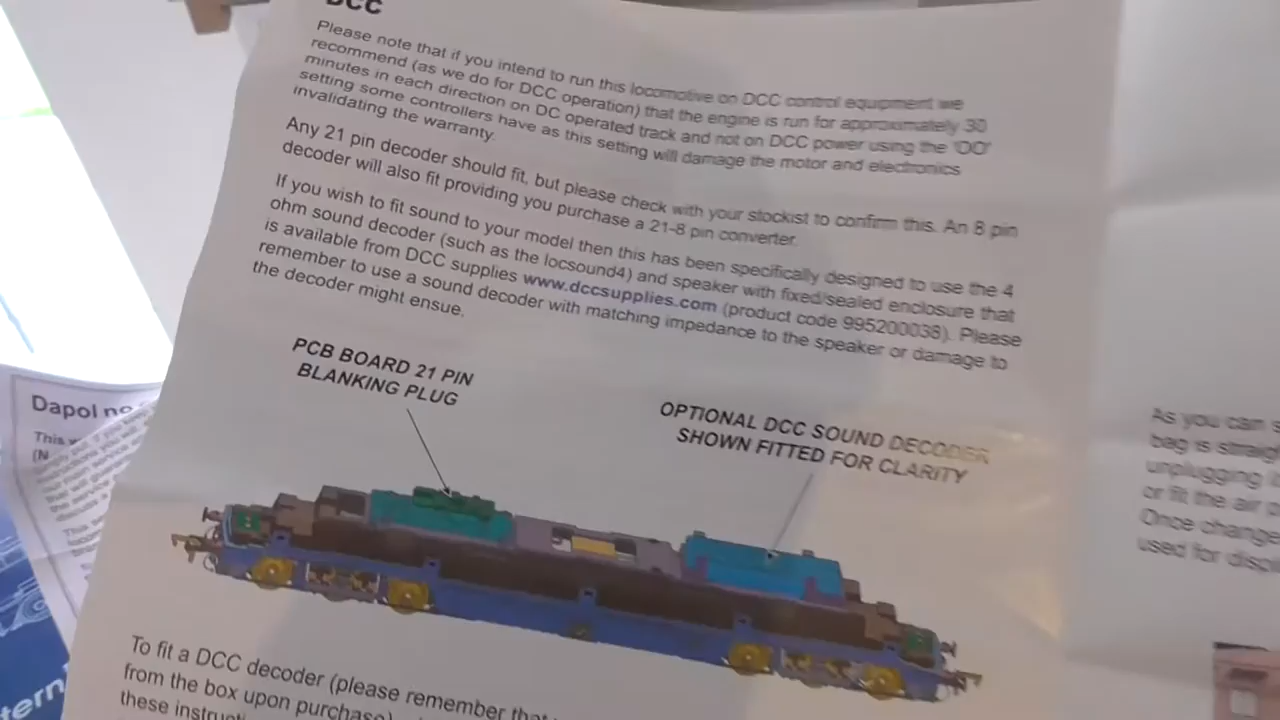 DCC
Please note that if you intend to run this locomotive on DCC control equipment we
recommend (as we do for DCC operation) that the engine is run for approximately 30
minutes in each direction on DC operated track and not on DCC power using the 'DO'
setting some controllers have as this setting will damage the motor and electronics
invalidating the warranty.
Any 21 pin decoder should fit, but please check with your stockist to confirm this. An 8 pin
decoder will also fit providing you purchase a 21-8 pin converter.
If you wish to fit sound to your model then this has been specifically designed to use the 4
ohm sound decoder (such as the locsound4) and speaker with fixed/sealed enclosure that
is available from DCC supplies www.dccsupplies.com (product code 995200038). Please
remember to use a sound decoder with matching impedance to the speaker or damage to
the decoder might ensue.
PCB BOARD 21 PIN
BLANKING PLUG
OPTIONAL DCC SOUND DECODER
SHOWN FITTED FOR CLARITY
To fit a DCC decoder (please remember that
from the box upon purchase)
these
Dapol
This
(N
As you can
bag is
unplugging
or fit the air
Once
used for